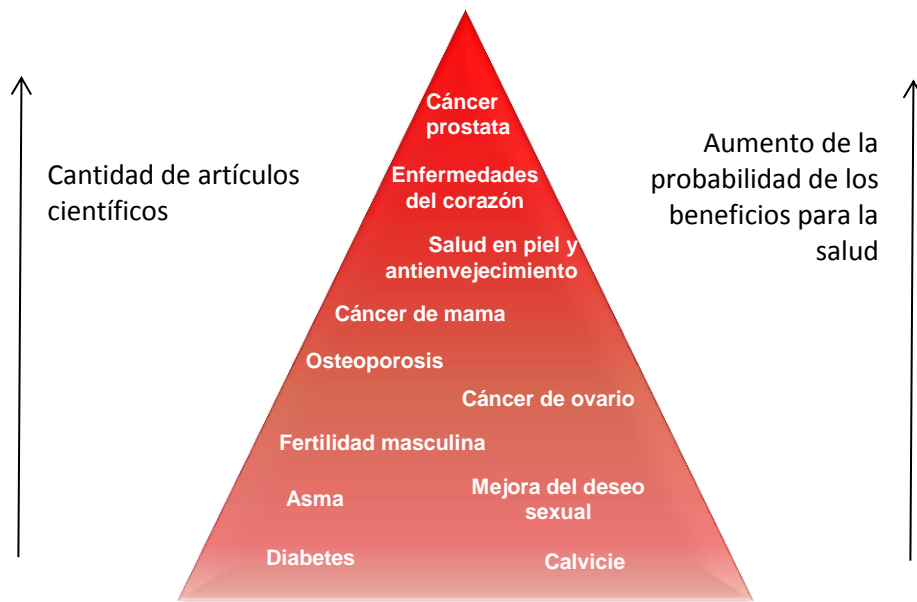 Cáncer
prostata
Cantidad de artículos
científicos
Aumento de la
probabilidad de los
beneficios para la
salud
Enfermedades
del corazón
Salud en piel y
antienvejecimiento
Cáncer de mama
Osteoporosis
Cáncer de ovario
Fertilidad masculina
Asma
Mejora del deseo
sexual
Diabetes
Calvicie